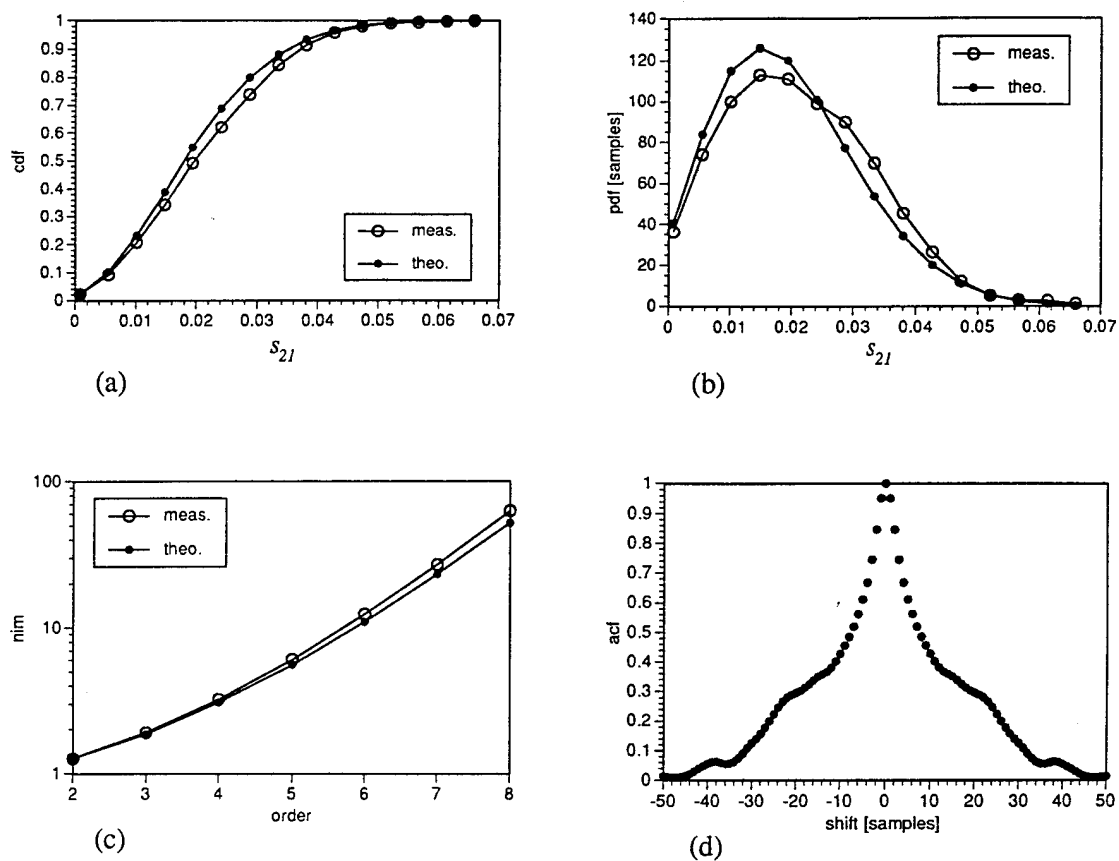 1
0.9
0.8
0.7
0.6
0.5
0.4
0.3
0.2
0.1
0
cdf
meas.
theo.
0 0.01 0.02 0.03 0.04 0.05 0.06 0.07
S21
(a)
140
120
100
80
60
40
20
0
pdf [samples]
meas.
theo.
0 0.01 0.02 0.03 0.04 0.05 0.06 0.07
S21
(b)
100
10
1
nim
meas.
theo.
2 3 4 5 6 7 8
order
(c)
1
0.9
0.8
0.7
0.6
0.5
0.4
0.3
0.2
0.1
0
acf
-50 -40 -30 -20 -10 0 10 20 30 40 50
shift [samples]
(d)